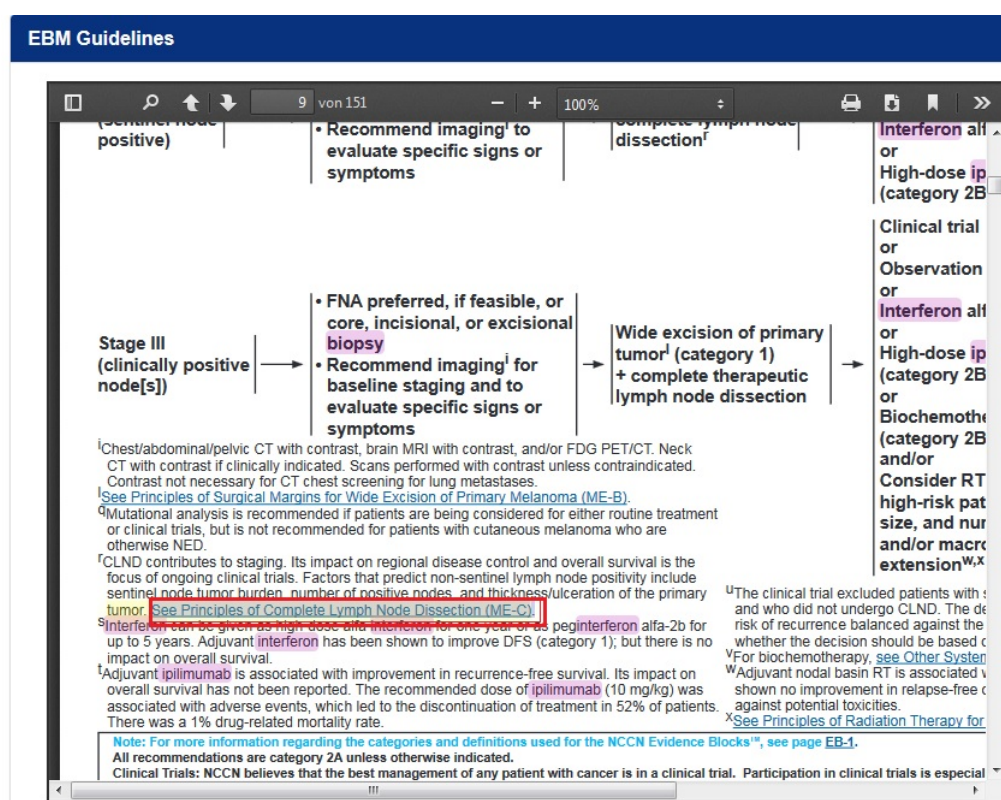 EBM Guidelines
9 von 151
100%
(sentinel node
positive)
• Recommend imagingⁱ to
evaluate specific signs or
symptoms
complete lymph node
dissectionʳ
Interferon alf
or
High-dose ip
(category 2B
Stage III
(clinically positive
node[s])
• FNA preferred, if feasible, or
core, incisional, or excisional
biopsy
• Recommend imagingⁱ for
baseline staging and to
evaluate specific signs or
symptoms
Wide excision of primary
tumorˡ (category 1)
+ complete therapeutic
lymph node dissection
Clinical trial
or
Observation
or
Interferon alf
or
High-dose ip
(category 2B
or
Biochemothe
(category 2B
and/or
Consider RT
high-risk pat
size, and nur
and/or macro
extensionʷ,ˣ
ⁱChest/abdominal/pelvic CT with contrast, brain MRI with contrast, and/or FDG PET/CT. Neck
CT with contrast if clinically indicated. Scans performed with contrast unless contraindicated.
Contrast not necessary for CT chest screening for lung metastases.
ˡSee Principles of Surgical Margins for Wide Excision of Primary Melanoma (ME-B).
qMutational analysis is recommended if patients are being considered for either routine treatment
or clinical trials, but is not recommended for patients with cutaneous melanoma who are
otherwise NED.
ʳCLND contributes to staging. Its impact on regional disease control and overall survival is the
focus of ongoing clinical trials. Factors that predict non-sentinel lymph node positivity include
sentinel node tumor burden, number of positive nodes, and thickness/ulceration of the primary
tumor. See Principles of Complete Lymph Node Dissection (ME-C).
ˢInterferon can be given as high-dose alfa interferon for one year or as peginterferon alfa-2b for
up to 5 years. Adjuvant interferon has been shown to improve DFS (category 1); but there is no
impact on overall survival.
ᵗAdjuvant ipilimumab is associated with improvement in recurrence-free survival. Its impact on
overall survival has not been reported. The recommended dose of ipilimumab (10 mg/kg) was
associated with adverse events, which led to the discontinuation of treatment in 52% of patients.
There was a 1% drug-related mortality rate.
ᵘThe clinical trial excluded patients with s
and who did not undergo CLND. The de
risk of recurrence balanced against the
whether the decision should be based o
ᵛFor biochemotherapy, see Other System
ʷAdjuvant nodal basin RT is associated w
shown no improvement in relapse-free o
against potential toxicities.
ˣSee Principles of Radiation Therapy for
Note: For more information regarding the categories and definitions used for the NCCN Evidence Blocks™, see page EB-1.
All recommendations are category 2A unless otherwise indicated.
Clinical Trials: NCCN believes that the best management of any patient with cancer is in a clinical trial. Participation in clinical trials is especial